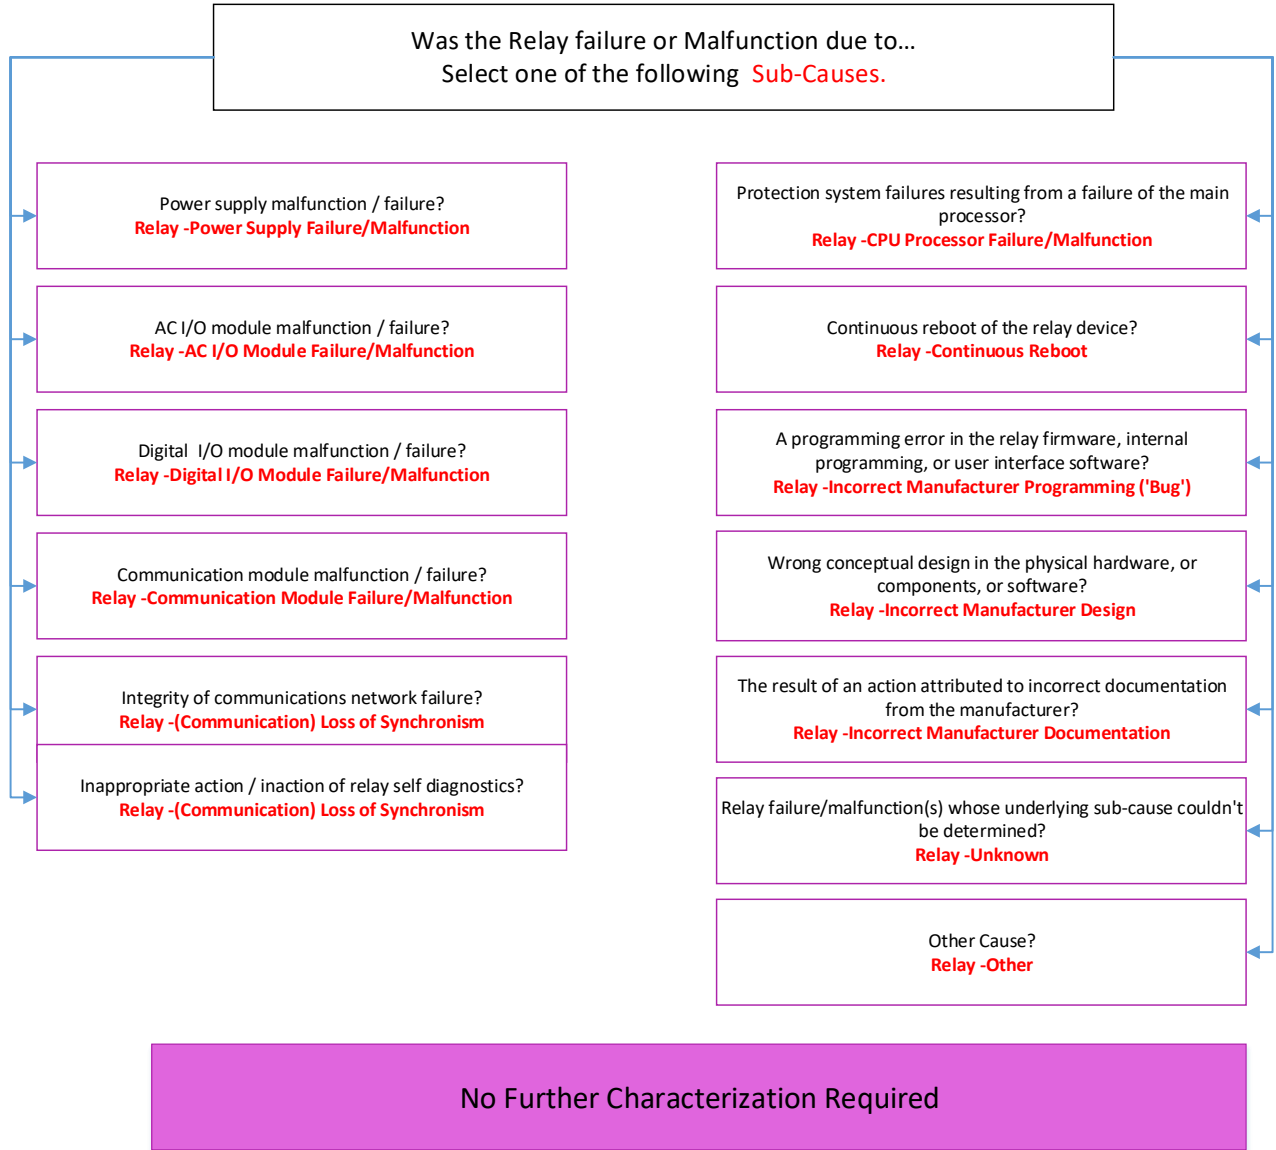 Was the Relay failure or Malfunction due to...
Select one of the following Sub-Causes.
Power supply malfunction / failure?
Relay -Power Supply Failure/Malfunction
AC I/O module malfunction / failure?
Relay -AC I/O Module Failure/Malfunction
Digital I/O module malfunction / failure?
Relay -Digital I/O Module Failure/Malfunction
Communication module malfunction / failure?
Relay -Communication Module Failure/Malfunction
Integrity of communications network failure?
Relay -(Communication) Loss of Synchronism
Inappropriate action / inaction of relay self diagnostics?
Relay -(Communication) Loss of Synchronism
Protection system failures resulting from a failure of the main
processor?
Relay -CPU Processor Failure/Malfunction
Continuous reboot of the relay device?
Relay -Continuous Reboot
A programming error in the relay firmware, internal
programming, or user interface software?
Relay -Incorrect Manufacturer Programming ('Bug')
Wrong conceptual design in the physical hardware, or
components, or software?
Relay -Incorrect Manufacturer Design
The result of an action attributed to incorrect documentation
from the manufacturer?
Relay -Incorrect Manufacturer Documentation
Relay failure/malfunction(s) whose underlying sub-cause couldn't
be determined?
Relay -Unknown
Other Cause?
Relay -Other
No Further Characterization Required